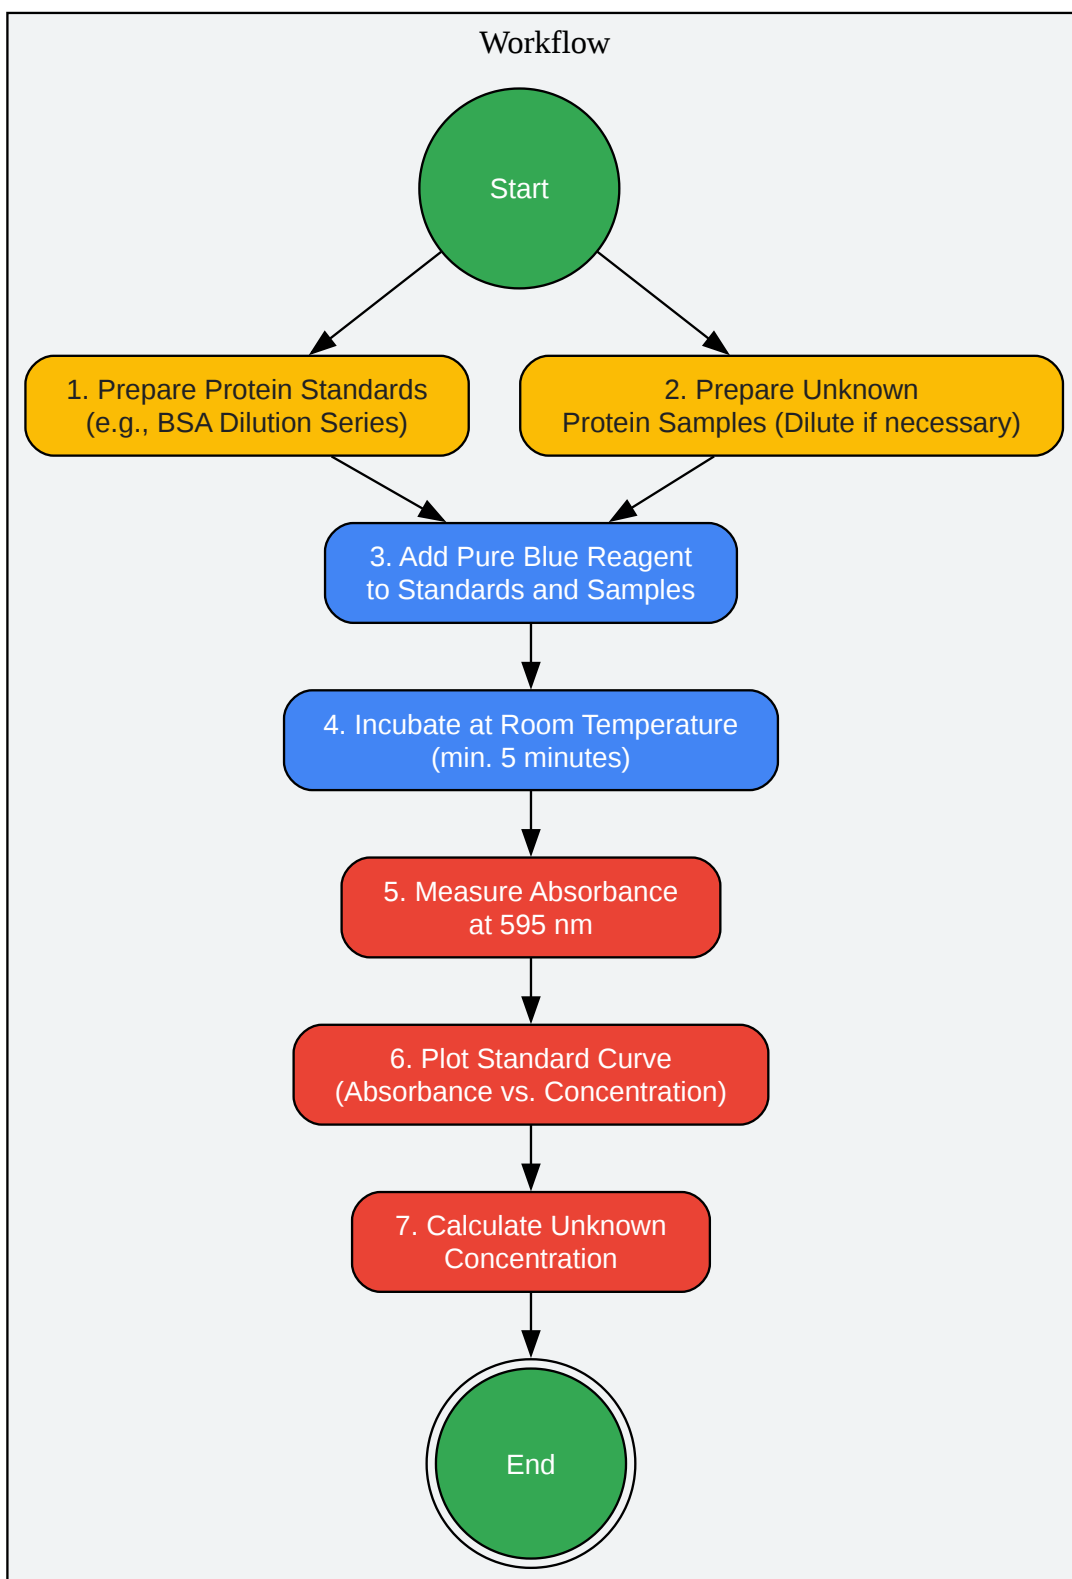 Workflow
Start
1. Prepare Protein Standards
(e.g., BSA Dilution Series)
2. Prepare Unknown
Protein Samples (Dilute if necessary)
3. Add Pure Blue Reagent
to Standards and Samples
4. Incubate at Room Temperature
(min. 5 minutes)
5. Measure Absorbance
at 595 nm
6. Plot Standard Curve
(Absorbance vs. Concentration)
7. Calculate Unknown
Concentration
End